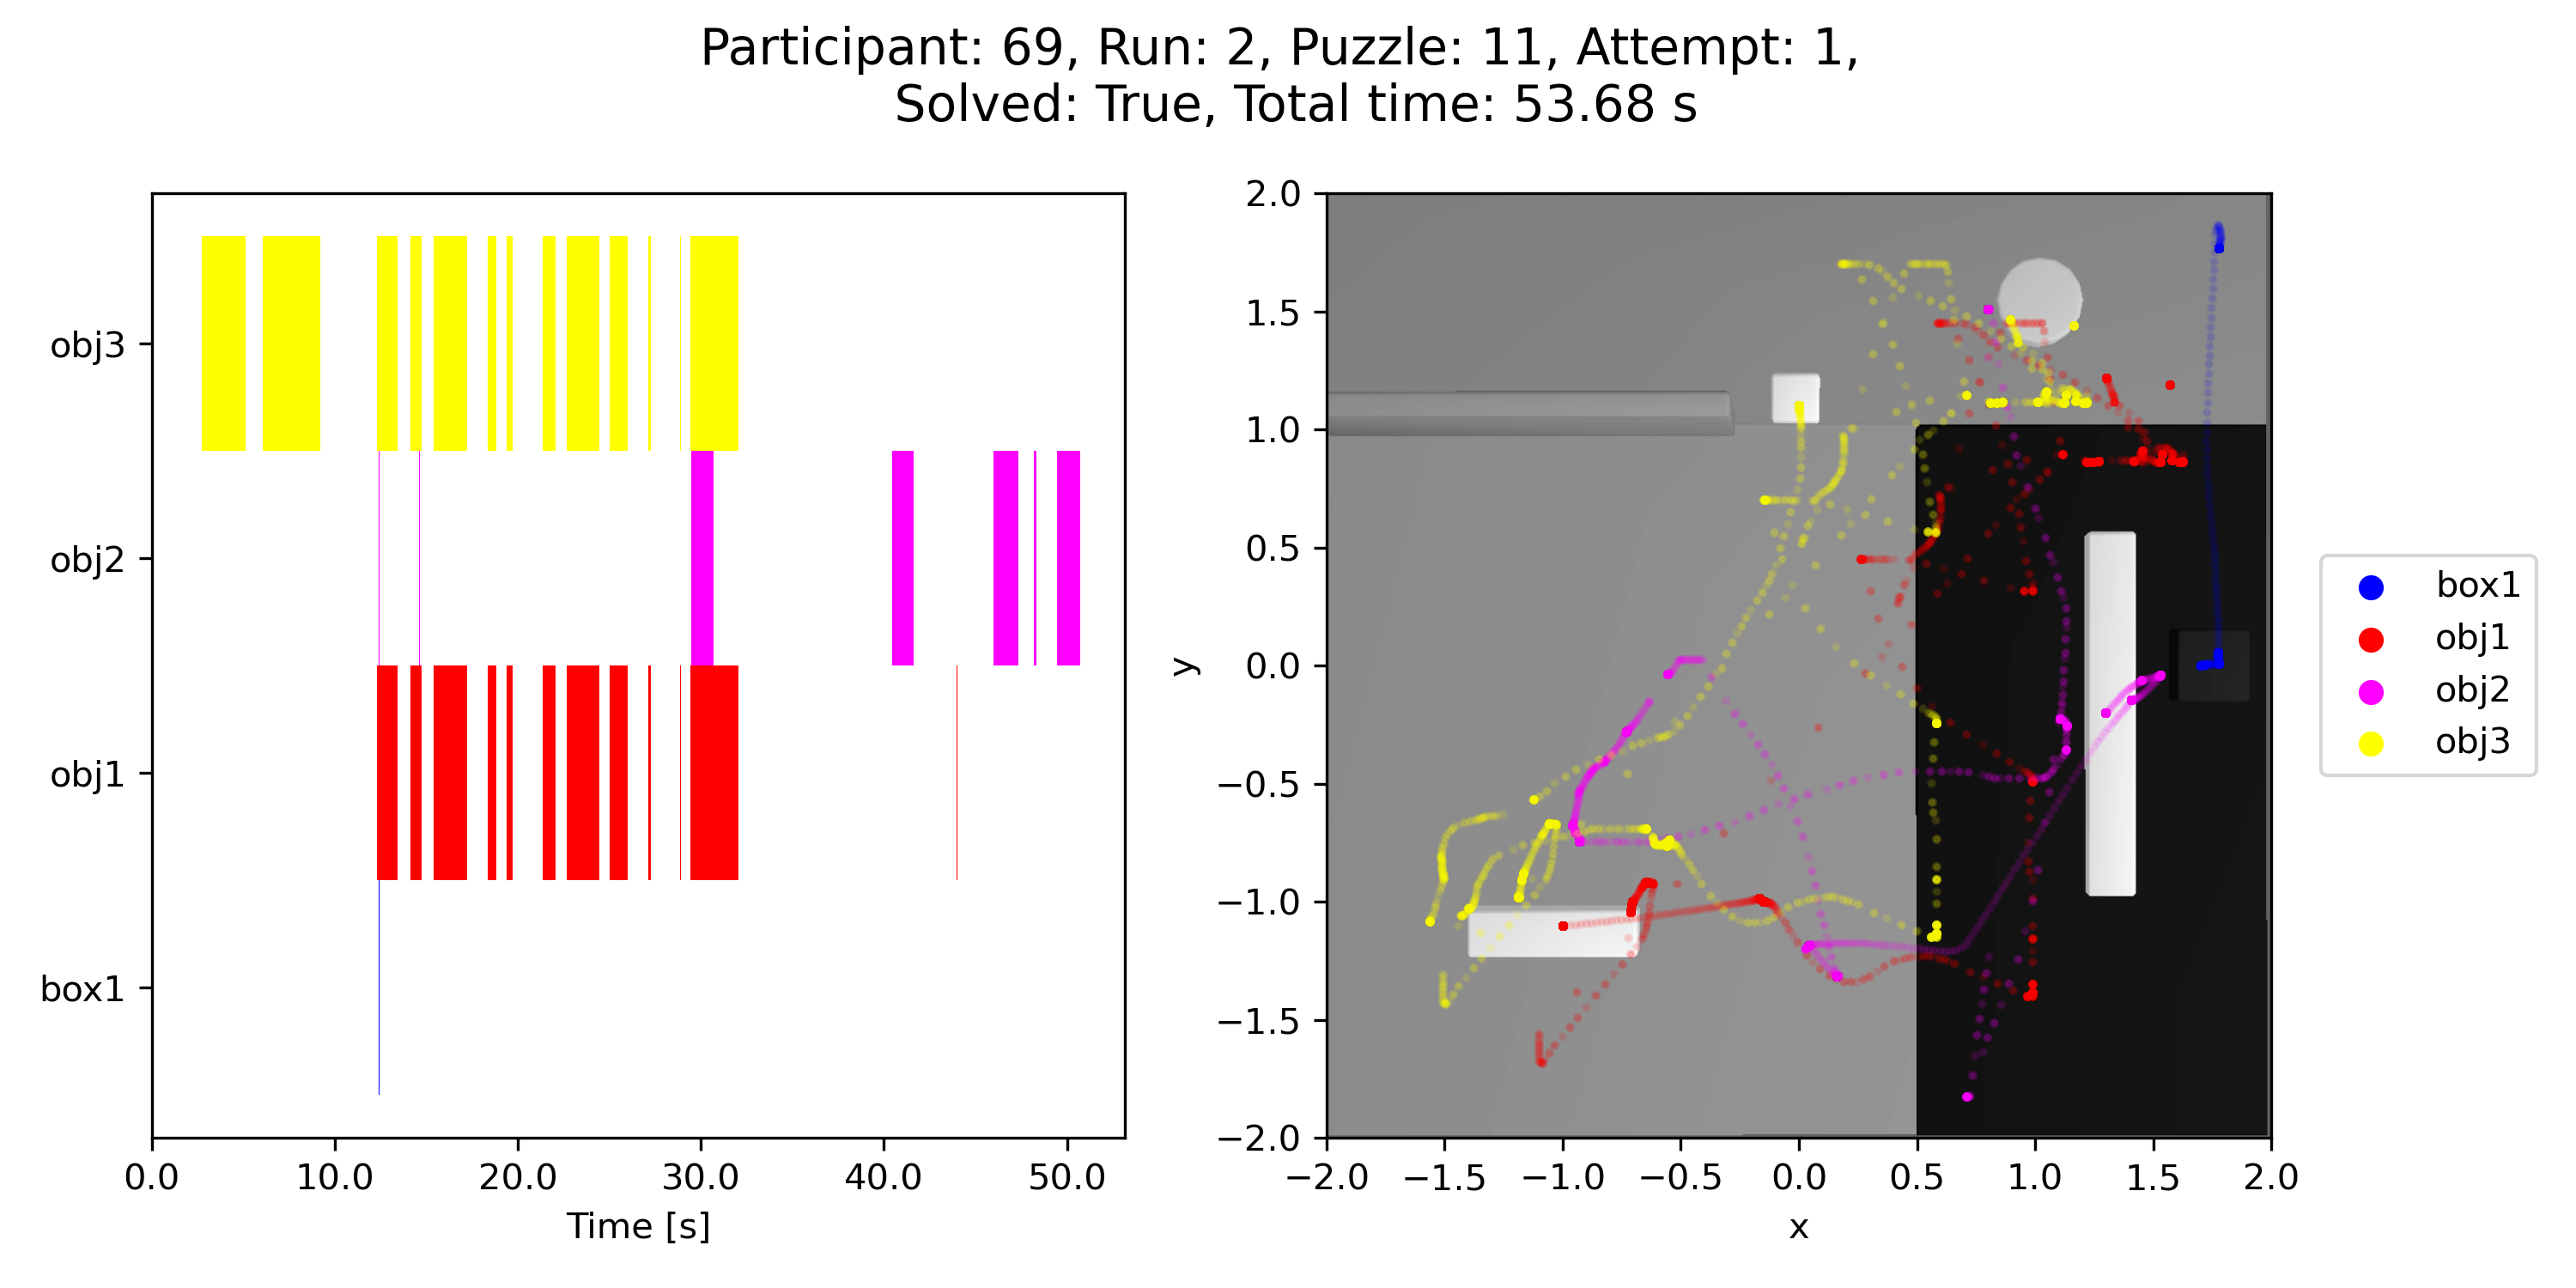 Participant: 69, Run: 2, Puzzle: 11, Attempt: 1,
Solved: True, Total time: 53.68 s
obj3
obj2
obj1
box1
0.0 10.0 20.0 30.0 40.0 50.0
Time [s]
2.0
1.5
1.0
0.5
0.0
−0.5
−1.0
−1.5
−2.0
y
−2.0 −1.5 −1.0 −0.5 0.0 0.5 1.0 1.5 2.0
x
box1
obj1
obj2
obj3